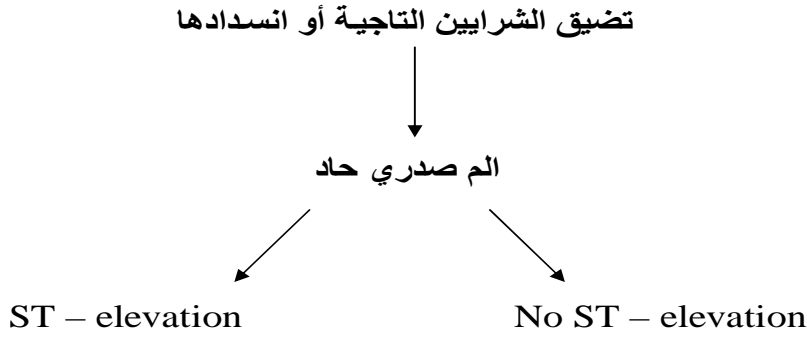 تضيق الشرايين التاجية أو انسدادها
الم صدري حاد
ST – elevation
No ST – elevation